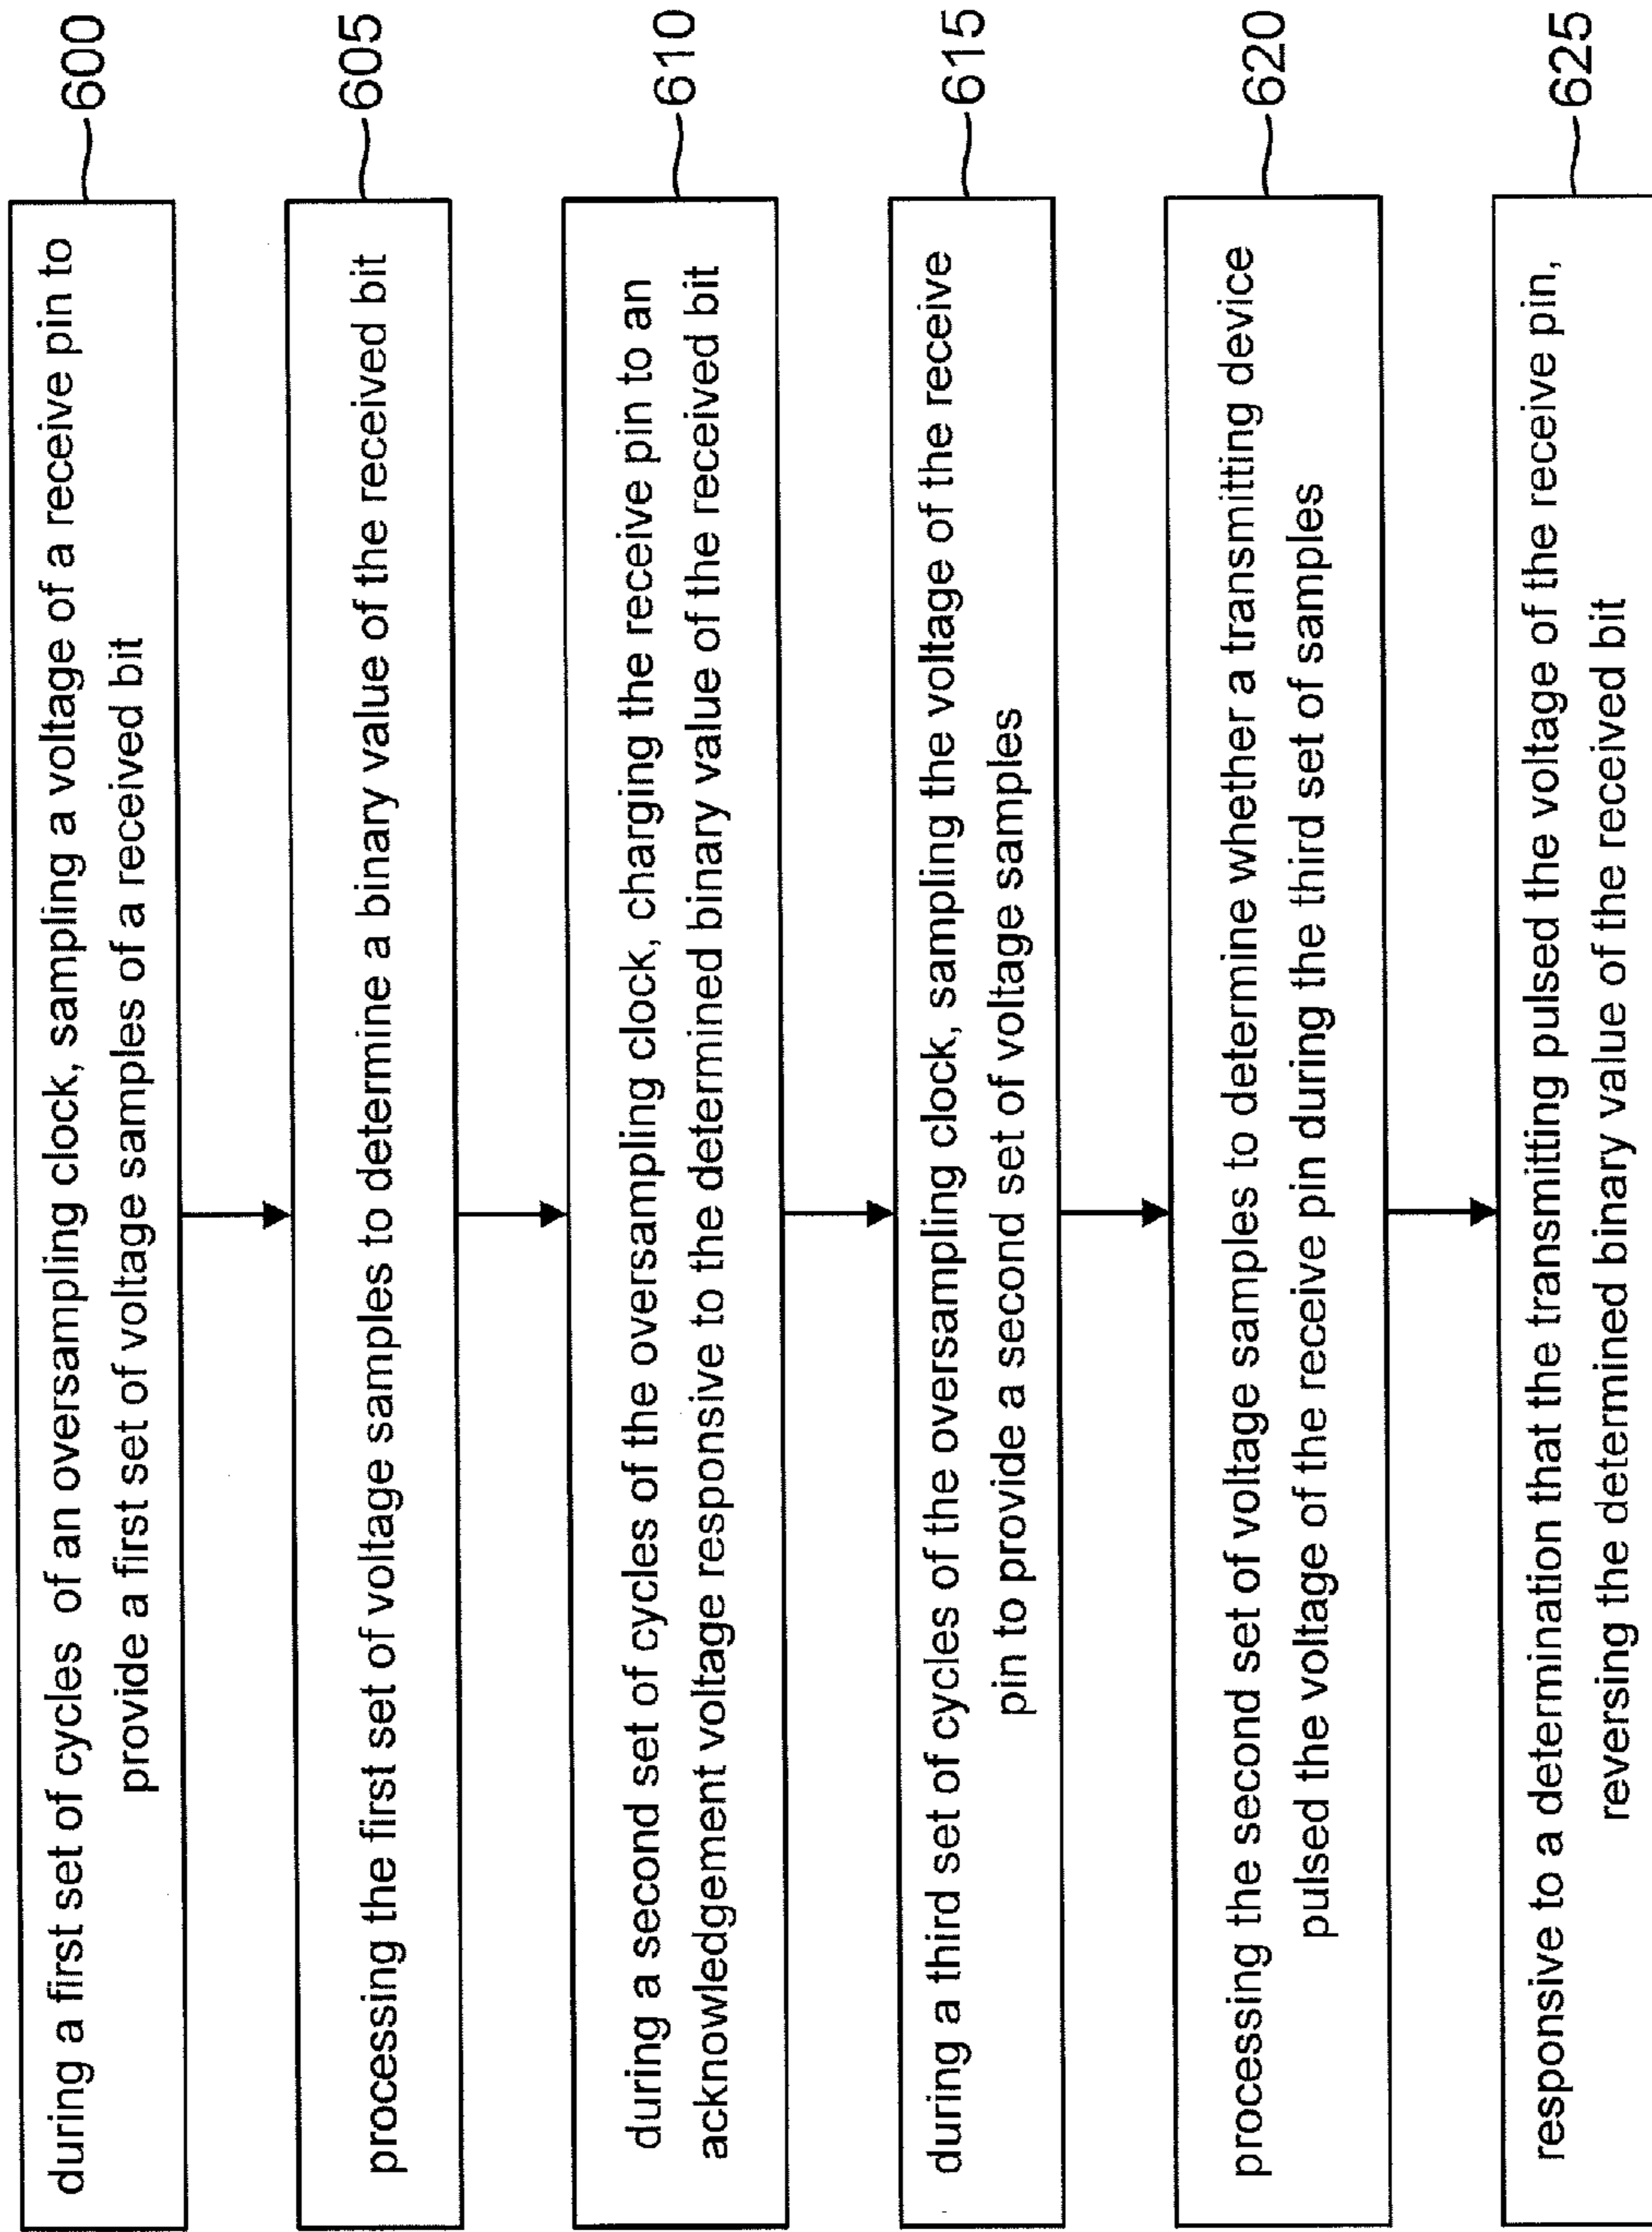 during a first set of cycles of an oversampling clock, sampling a voltage of a receive pin to
provide a first set of voltage samples of a received bit
600
processing the first set of voltage samples to determine a binary value of the received bit
605
during a second set of cycles of the oversampling clock, charging the receive pin to an
acknowledgement voltage responsive to the determined binary value of the received bit
610
during a third set of cycles of the oversampling clock, sampling the voltage of the receive
pin to provide a second set of voltage samples
615
processing the second set of voltage samples to determine whether a transmitting device
pulsed the voltage of the receive pin during the third set of samples
620
responsive to a determination that the transmitting pulsed the voltage of the receive pin,
reversing the determined binary value of the received bit
625